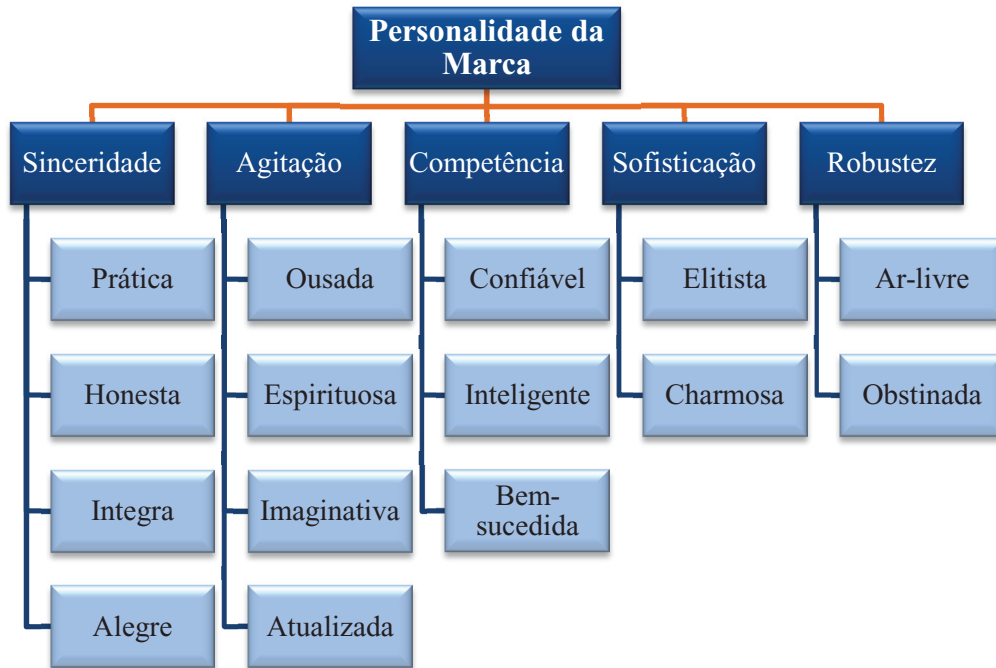 Personalidade da
Marca
Sinceridade
Agitação
Competência
Sofisticação
Robustez
Prática
Ousada
Confiável
Elitista
Ar-livre
Honesta
Espirituosa
Inteligente
Charmosa
Obstinada
Integra
Imaginativa
Bem-
sucedida
Alegre
Atualizada